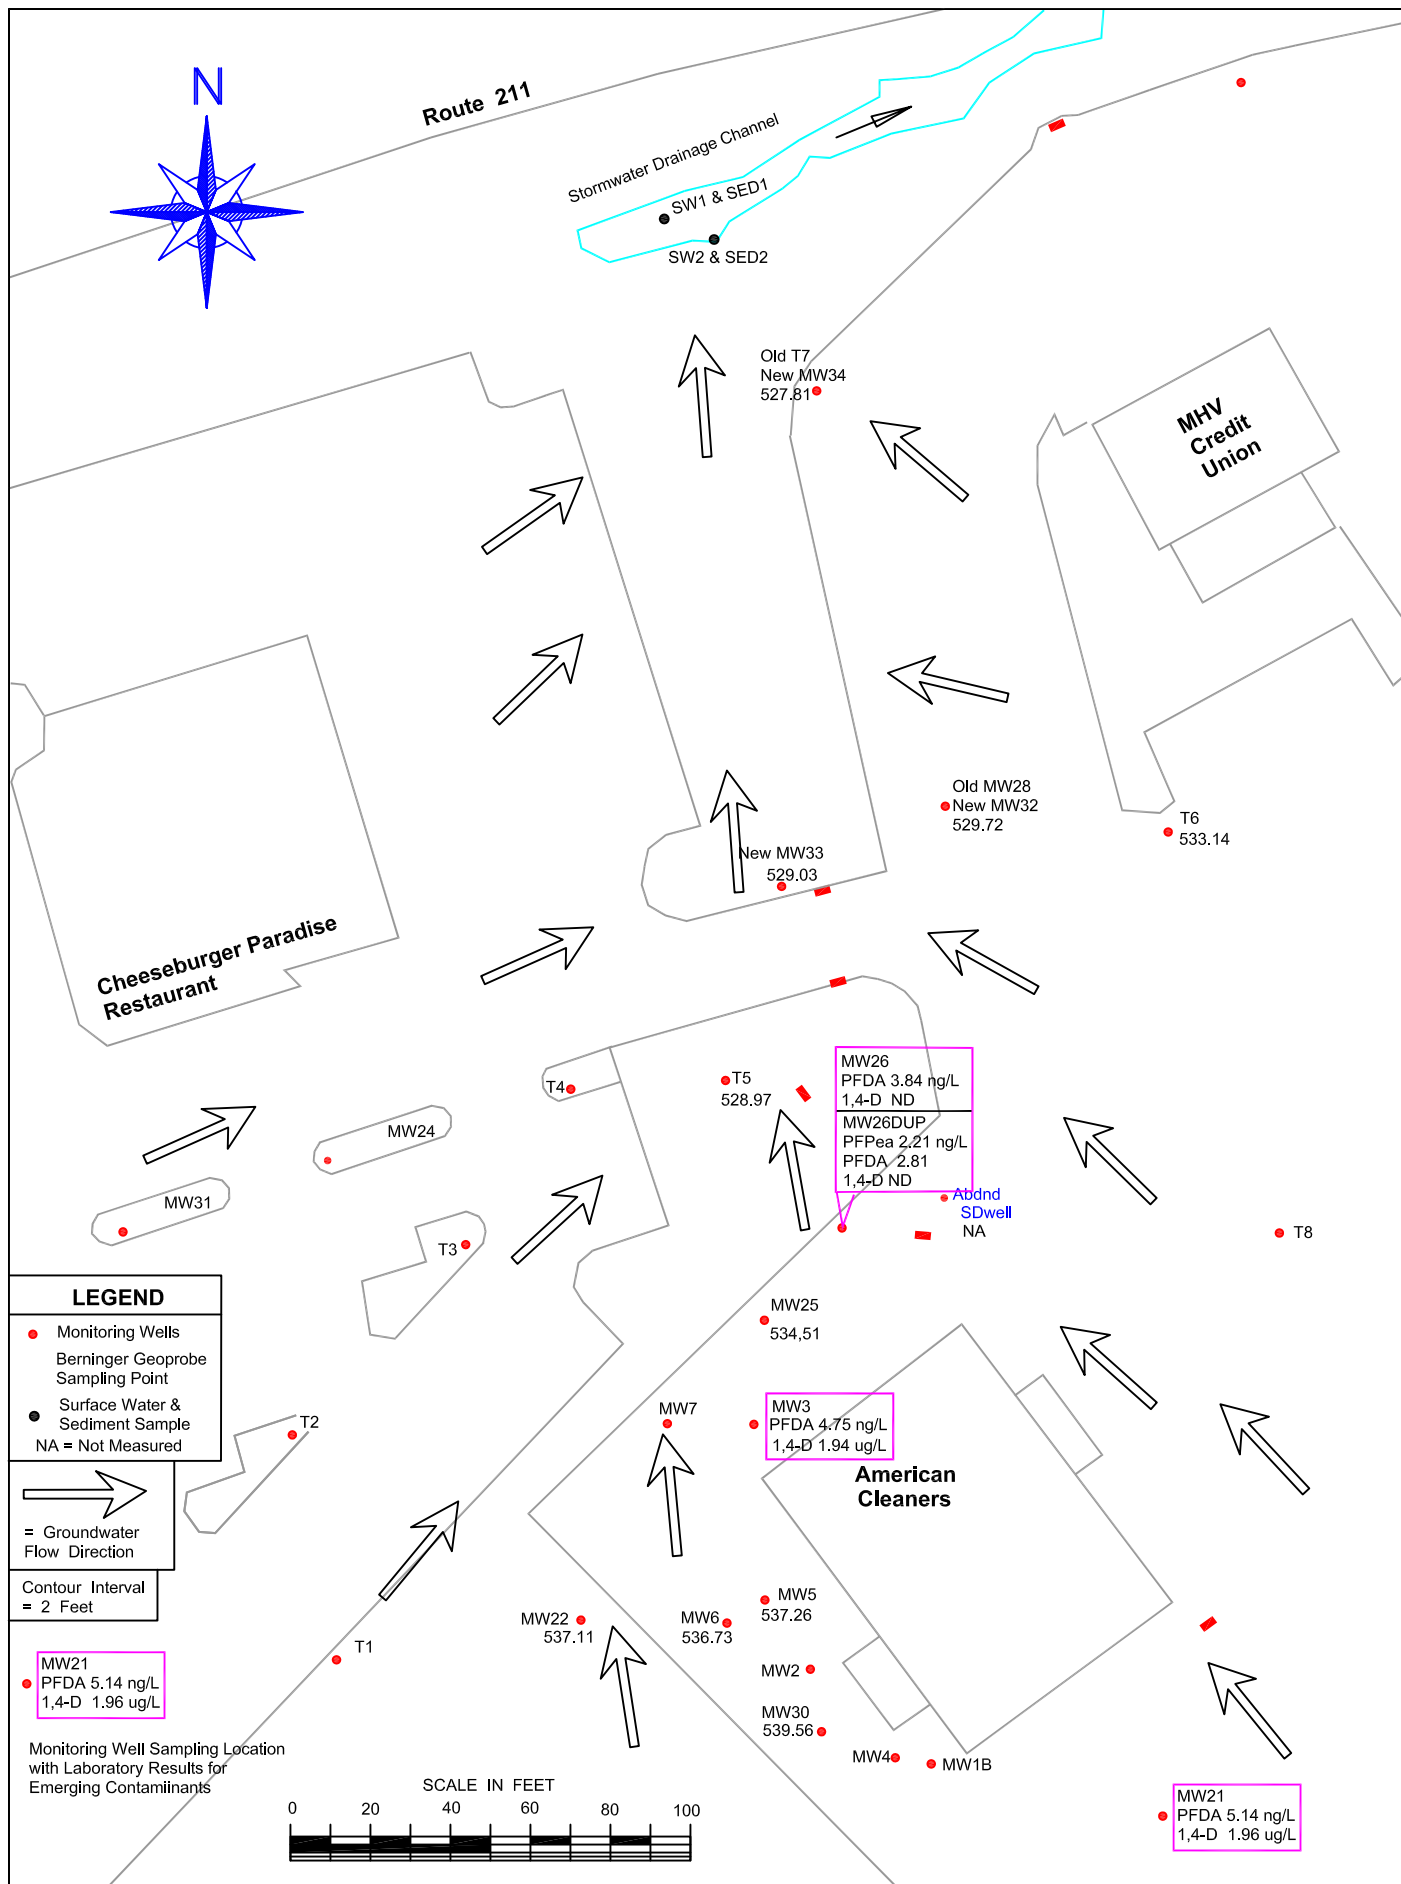 N
Route 211
Stormwater Drainage Channel
SW1 & SED1
SW2 & SED2
Old T7
New MW34
527.81
MHV
Credit
Union
Old MW28
New MW32
529.72
T6
533.14
New MW33
529.03
Cheeseburger Paradise
Restaurant
T4
T5
528.97
MW26
PFDA 3.84 ng/L
1,4-D ND
MW26DUP
PFPea 2.21 ng/L
PFDA 2.81
1,4-D ND
Abdnd
SDwell
NA
MW24
MW31
T3
T8
MW25
534,51
LEGEND
Monitoring Wells
Berninger Geoprobe
Sampling Point
Surface Water &
Sediment Sample
NA = Not Measured
= Groundwater
Flow Direction
Contour Interval
= 2 Feet
T2
MW7
MW3
PFDA 4.75 ng/L
1,4-D 1.94 ug/L
American
Cleaners
MW5
537.26
MW22
537.11
MW6
536.73
T1
MW2
MW30
539.56
MW4
MW1B
MW21
PFDA 5.14 ng/L
1,4-D 1.96 ug/L
Monitoring Well Sampling Location
with Laboratory Results for
Emerging Contamiinants
SCALE IN FEET
0 20 40 60 80 100
MW21
PFDA 5.14 ng/L
1,4-D 1.96 ug/L